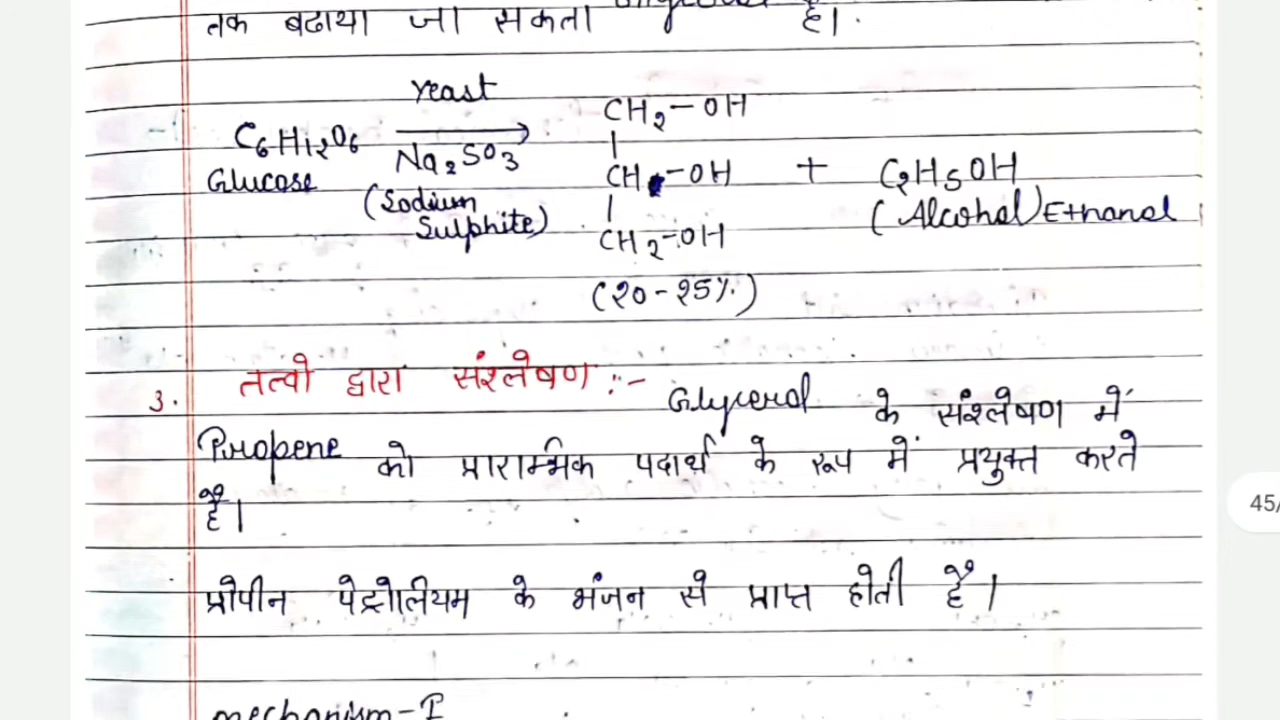 तक बढाया जा सकता है।
yeast
CH₂-OH
|
C₆H₁₂O₆ ⟶ CH-OH + C₂H₅OH
Na₂SO₃
Glucose (Sodium Sulphite) (Alcohol) Ethanol
|
CH₂-OH
(20-25%)
3. तत्वो द्वारा संश्लेषण :- Glycerol के संश्लेषण में
Propene को प्रारम्भिक पदार्थ के रूप में प्रयुक्त करते
है।
45/
प्रोपीन पेट्रोलियम के भंजन से प्राप्त होती है।
mechanism-I